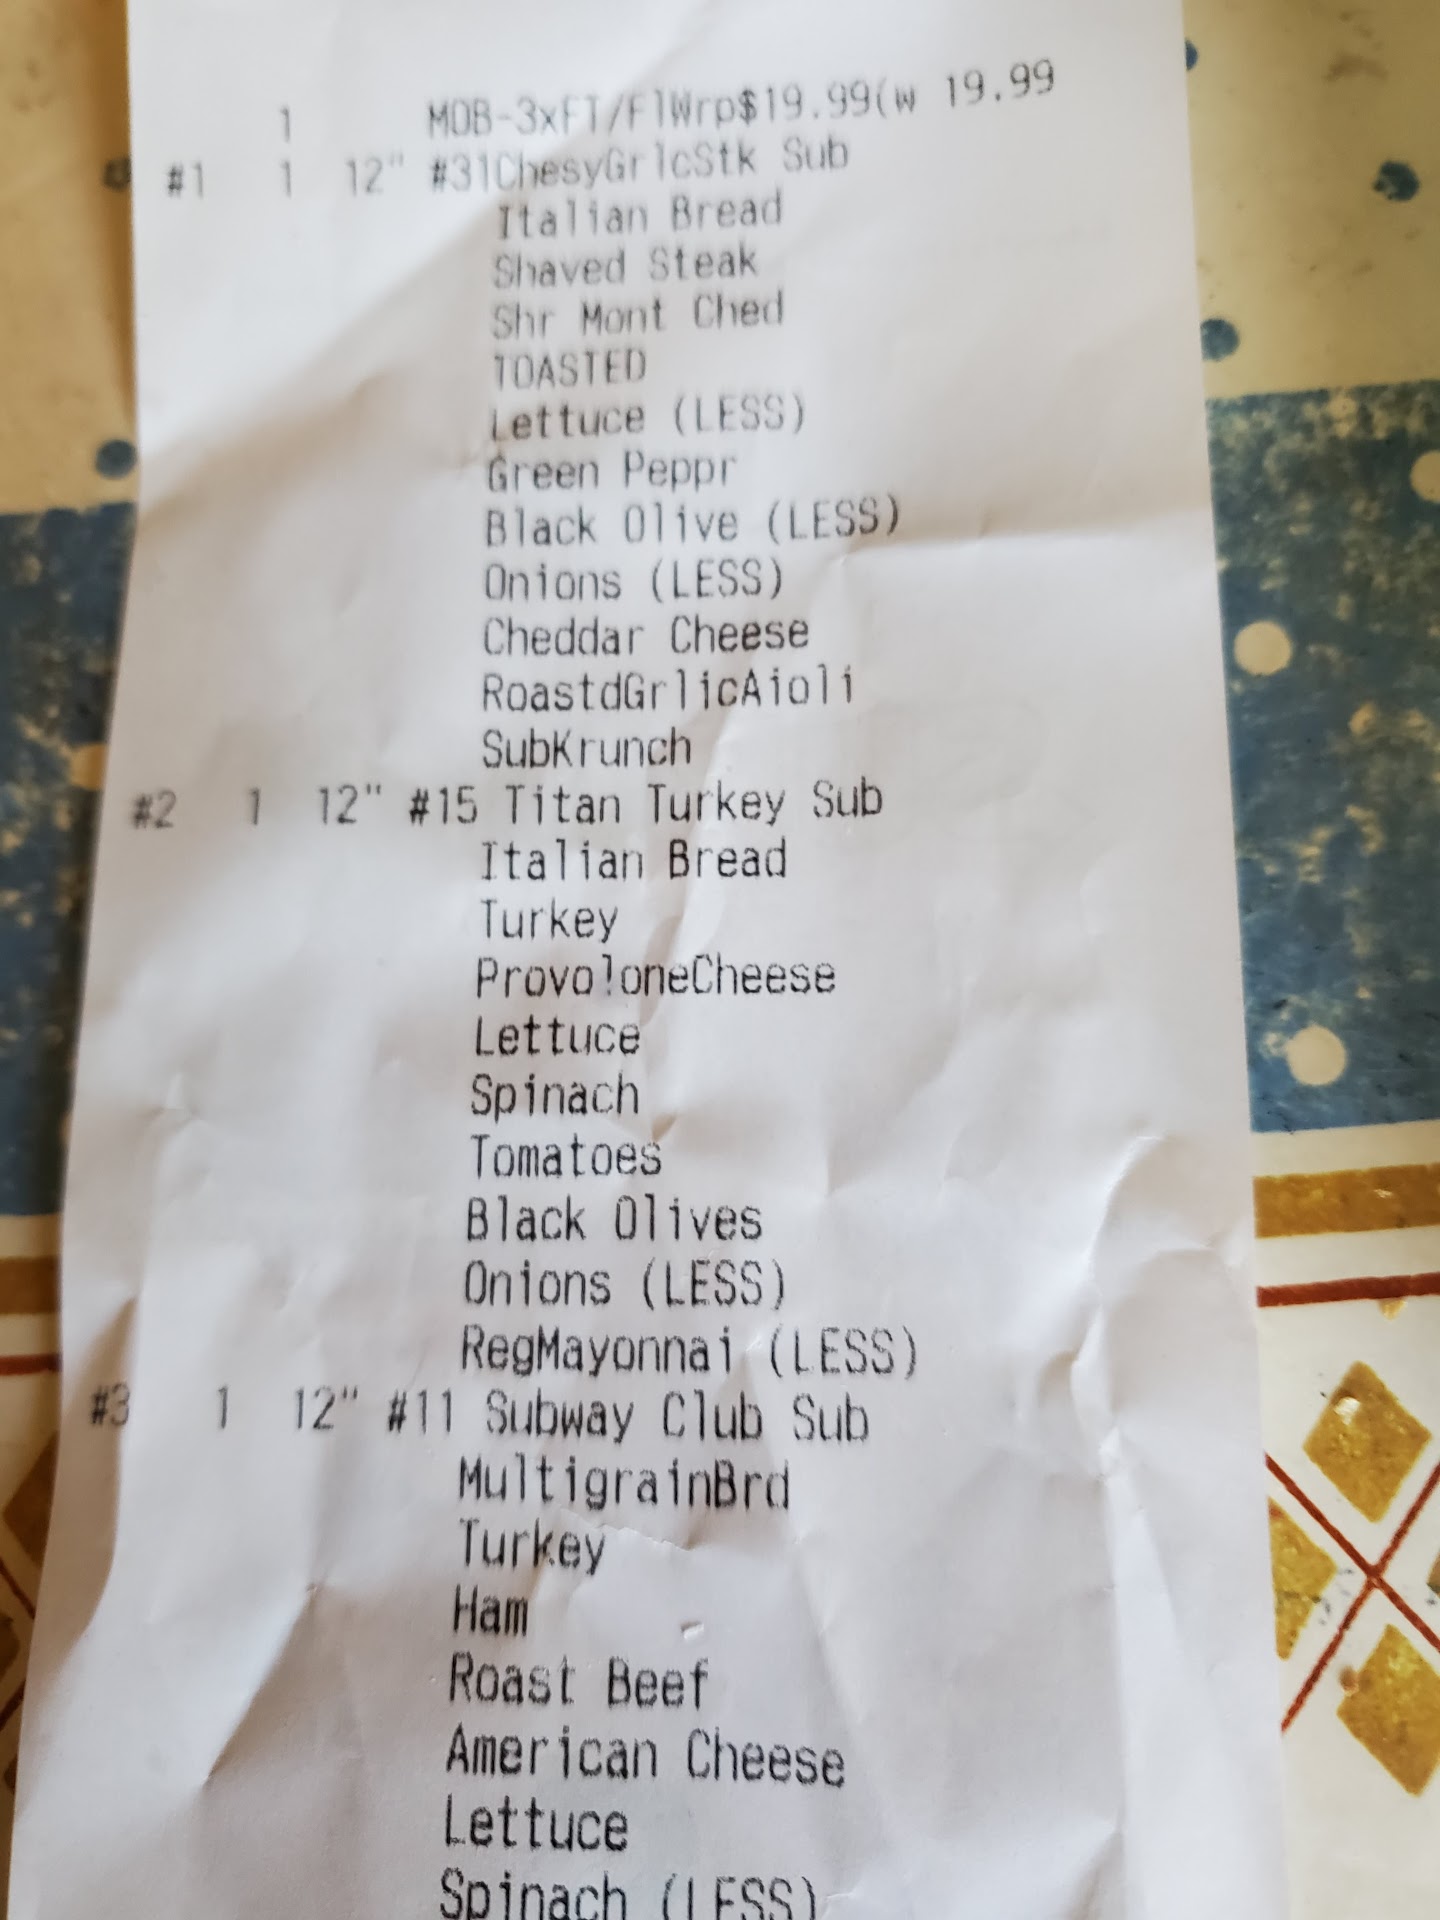 1 MOB-3xFT/FlWrp$19.99(w 19.99
#1 1 12" #31ChesyGrlcStk Sub
Italian Bread
Shaved Steak
Shr Mont Ched
TOASTED
Lettuce (LESS)
Green Peppr
Black Olive (LESS)
Onions (LESS)
Cheddar Cheese
RoastdGrlicAioli
SubKrunch
#2 1 12" #15 Titan Turkey Sub
Italian Bread
Turkey
ProvoloneCheese
Lettuce
Spinach
Tomatoes
Black Olives
Onions (LESS)
RegMayonnai (LESS)
#3 1 12" #11 Subway Club Sub
MultigrainBrd
Turkey
Ham
Roast Beef
American Cheese
Lettuce
Spinach (LESS)